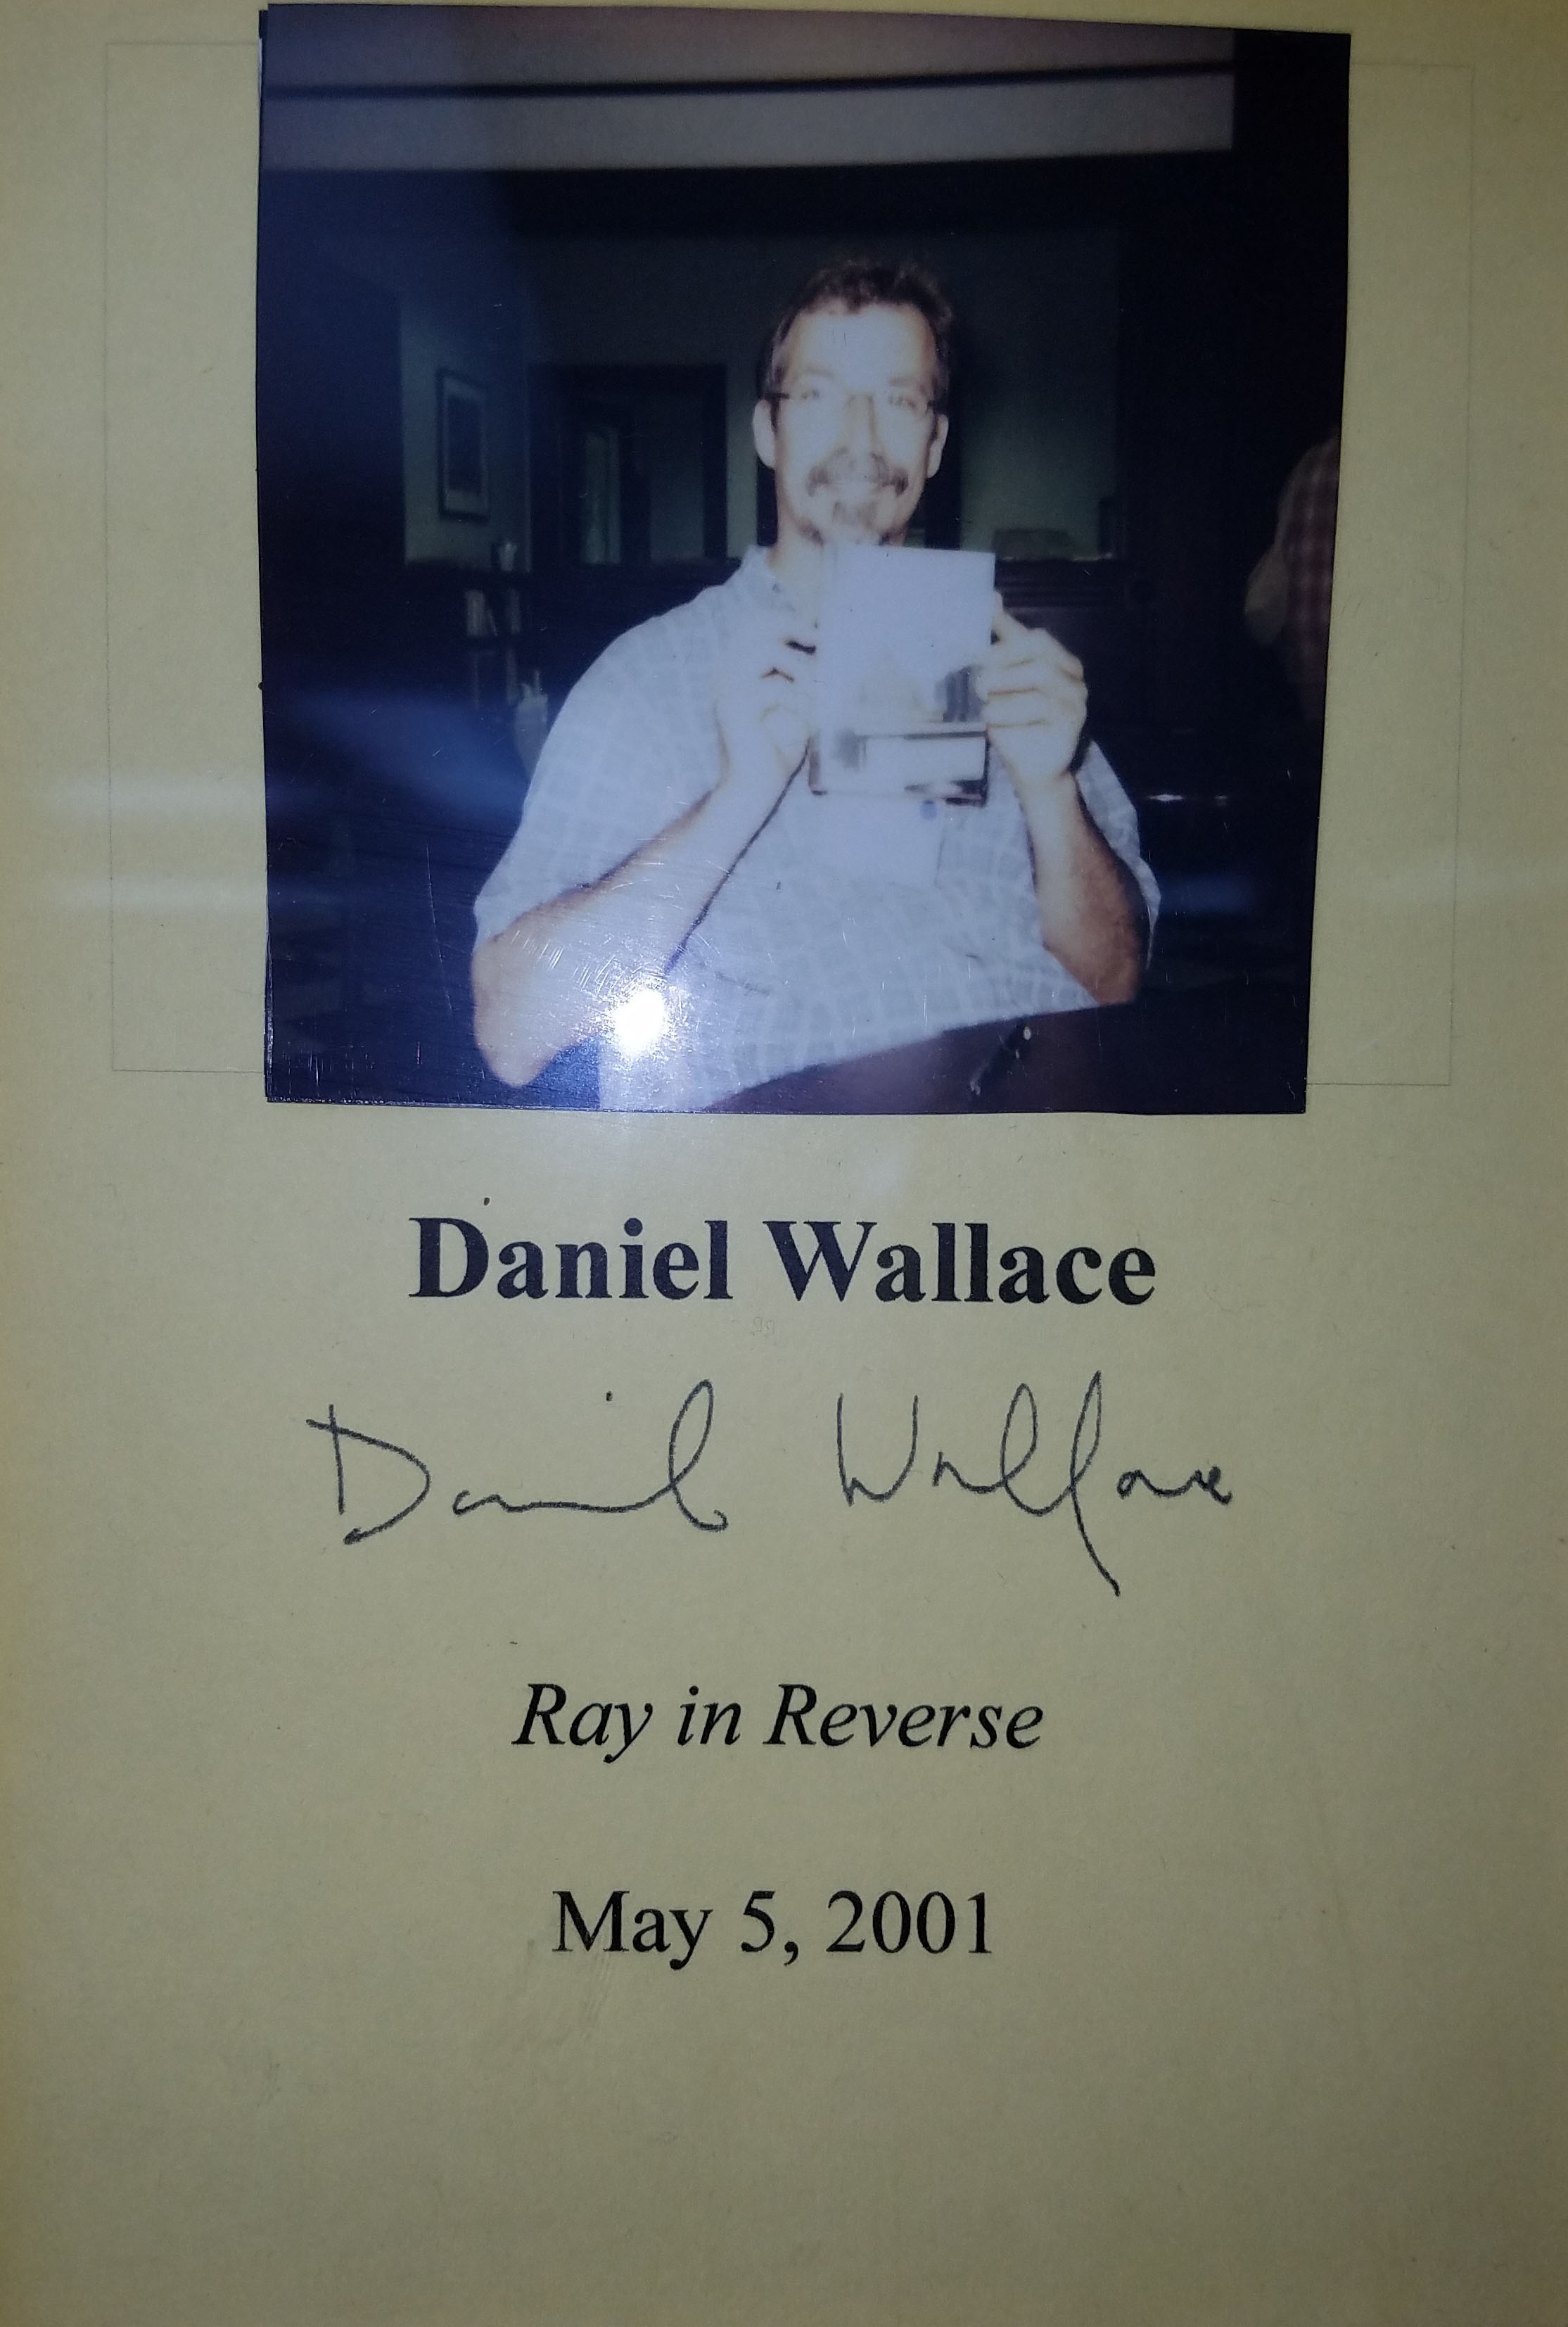 Daniel Wallace
Daniel Wallace
Ray in Reverse
May 5, 2001